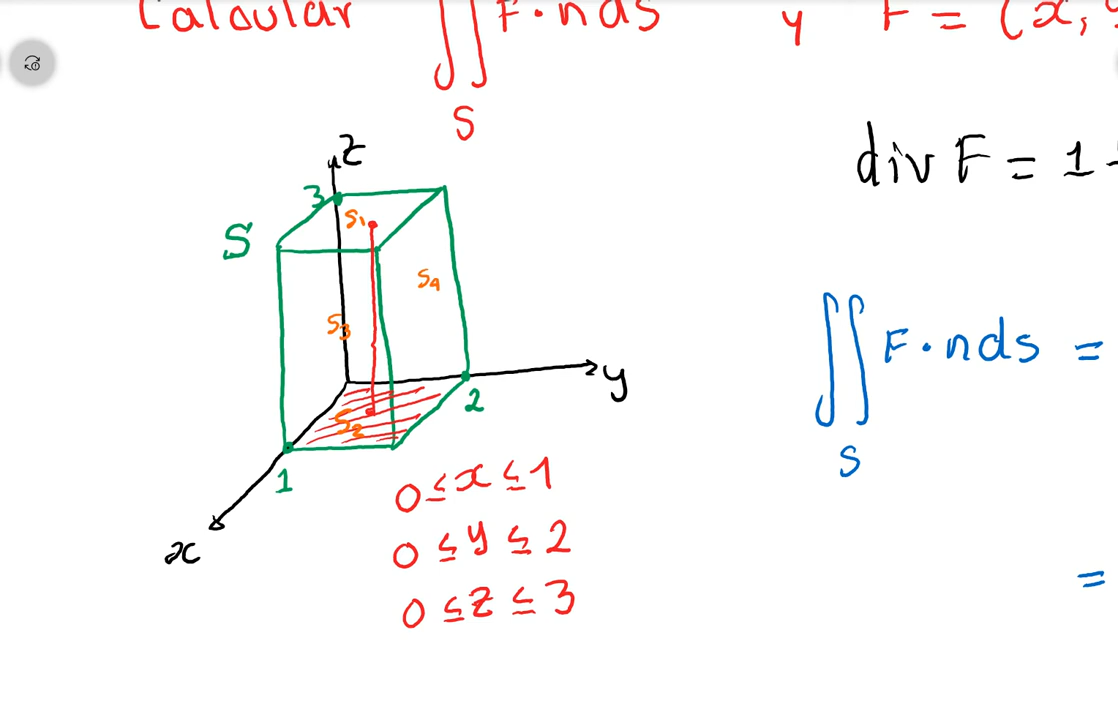 Calcular ∬ F·nds y F = (x, y
S
z
div F = 1 +
3
S₁
S
S₄
S₃
∬ F·nds =
S
y
S₂
2
1
0 ≤ x ≤ 1
x
0 ≤ y ≤ 2
0 ≤ z ≤ 3
=